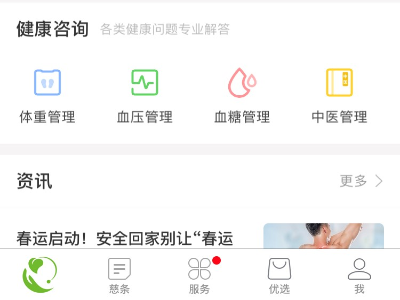 健康咨询 各类健康问题专业解答
体重管理 血压管理 血糖管理 中医管理
资讯 更多
春运启动！安全回家别让“春运
慈条 服务 优选 我